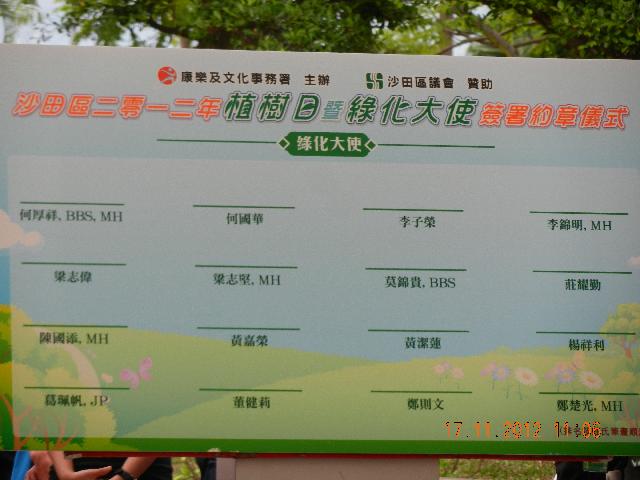 康樂及文化事務署 主辦 沙田區議會 贊助
沙田區二零一二年植樹日暨綠化大使簽署約章儀式
綠化大使
何厚祥, BBS, MH 何國華 李子榮 李錦明, MH
梁志偉 梁志堅, MH 莫錦貴, BBS 莊耀勤
陳國添, MH 黃嘉榮 黃潔蓮 楊祥利
葛珮帆, JP 董健莉 鄭則文 鄭楚光, MH
17.11.2012 11:06